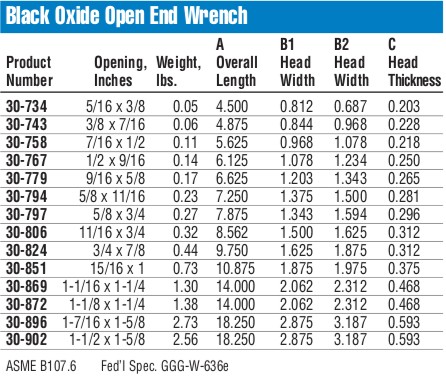 Black Oxide Open End Wrench
A B1 B2 C
Product Opening, Weight, Overall Head Head Head
Number Inches lbs. Length Width Width Thickness
30-734 5/16 x 3/8 0.05 4.500 0.812 0.687 0.203
30-743 3/8 x 7/16 0.06 4.875 0.844 0.968 0.228
30-758 7/16 x 1/2 0.11 5.625 0.968 1.078 0.218
30-767 1/2 x 9/16 0.14 6.125 1.078 1.234 0.250
30-779 9/16 x 5/8 0.17 6.625 1.203 1.343 0.265
30-794 5/8 x 11/16 0.23 7.250 1.375 1.500 0.281
30-797 5/8 x 3/4 0.27 7.875 1.343 1.594 0.296
30-806 11/16 x 3/4 0.32 8.562 1.500 1.625 0.312
30-824 3/4 x 7/8 0.44 9.750 1.625 1.875 0.312
30-851 15/16 x 1 0.73 10.875 1.875 1.975 0.375
30-869 1-1/16 x 1-1/4 1.30 14.000 2.062 2.312 0.468
30-872 1-1/8 x 1-1/4 1.38 14.000 2.062 2.312 0.468
30-896 1-7/16 x 1-5/8 2.73 18.250 2.875 3.187 0.593
30-902 1-1/2 x 1-5/8 2.56 18.250 2.875 3.187 0.593
ASME B107.6 Fed'l Spec. GGG-W-636e